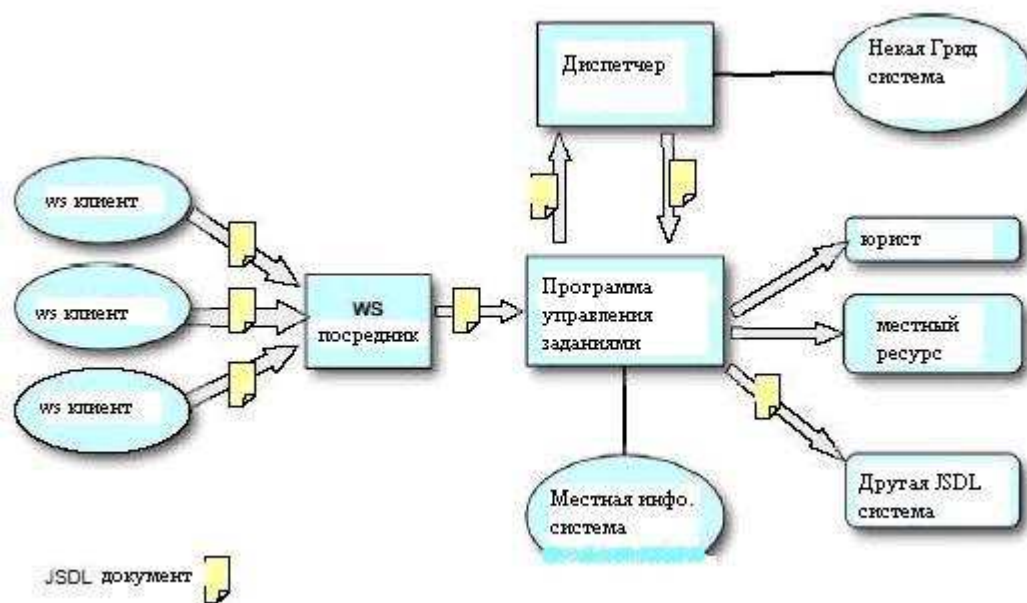 Диспетчер
Некая Грид
система
ws клиент
ws клиент
ws клиент
WS
посредник
Программа
управления
заданиями
юрист
местный
ресурс
Другая JSDL
система
Местная инфо.
система
JSDL документ